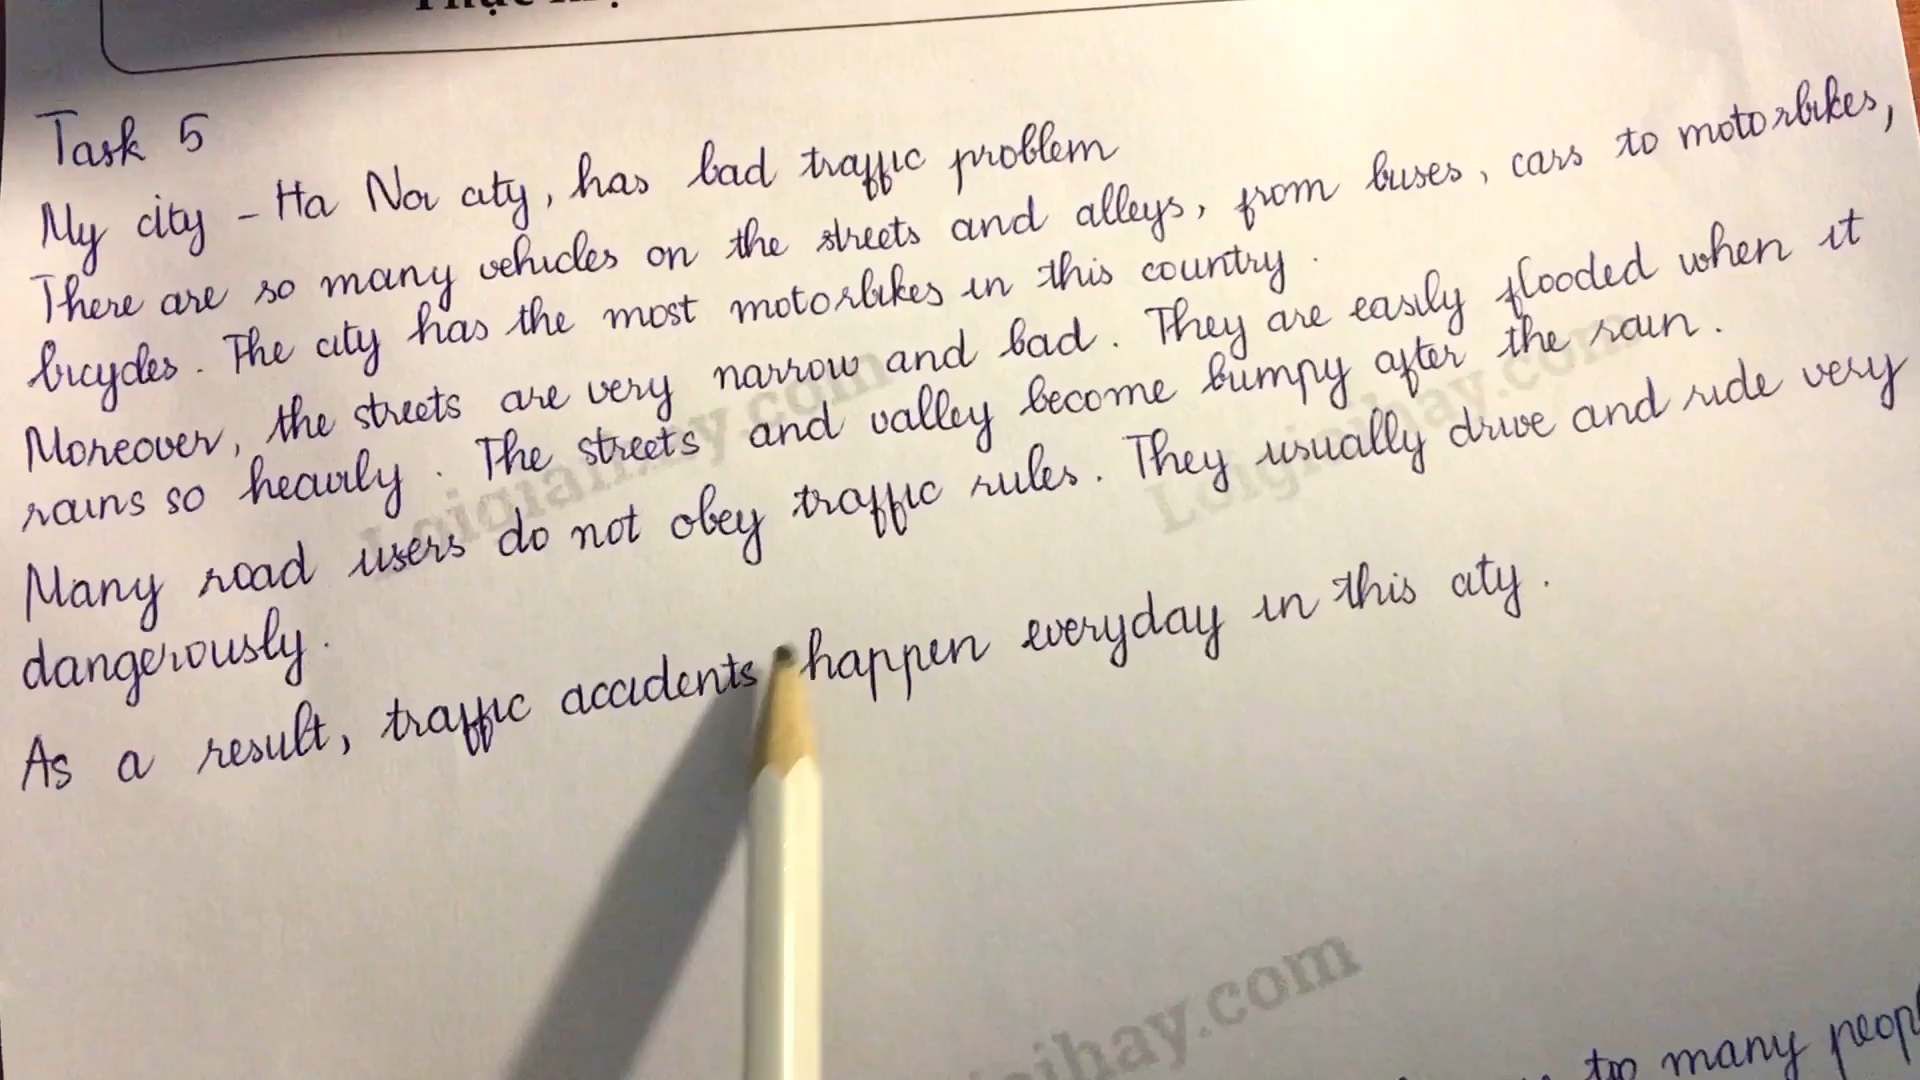 Task 5
My city - Ha Noi city, has bad traffic problem
There are so many vehicles on the streets and alleys, from buses, cars to motorbikes,
bicycles. The city has the most motorbikes in this country.
Moreover, the streets are very narrow and bad. They are easily flooded when it
rains so heavily. The streets and valley become bumpy after the rain.
Many road users do not obey traffic rules. They usually drive and ride very
dangerously.
As a result, traffic accidents happen everyday in this city.
Loigiaihay.com
Loigiaihay.com
many